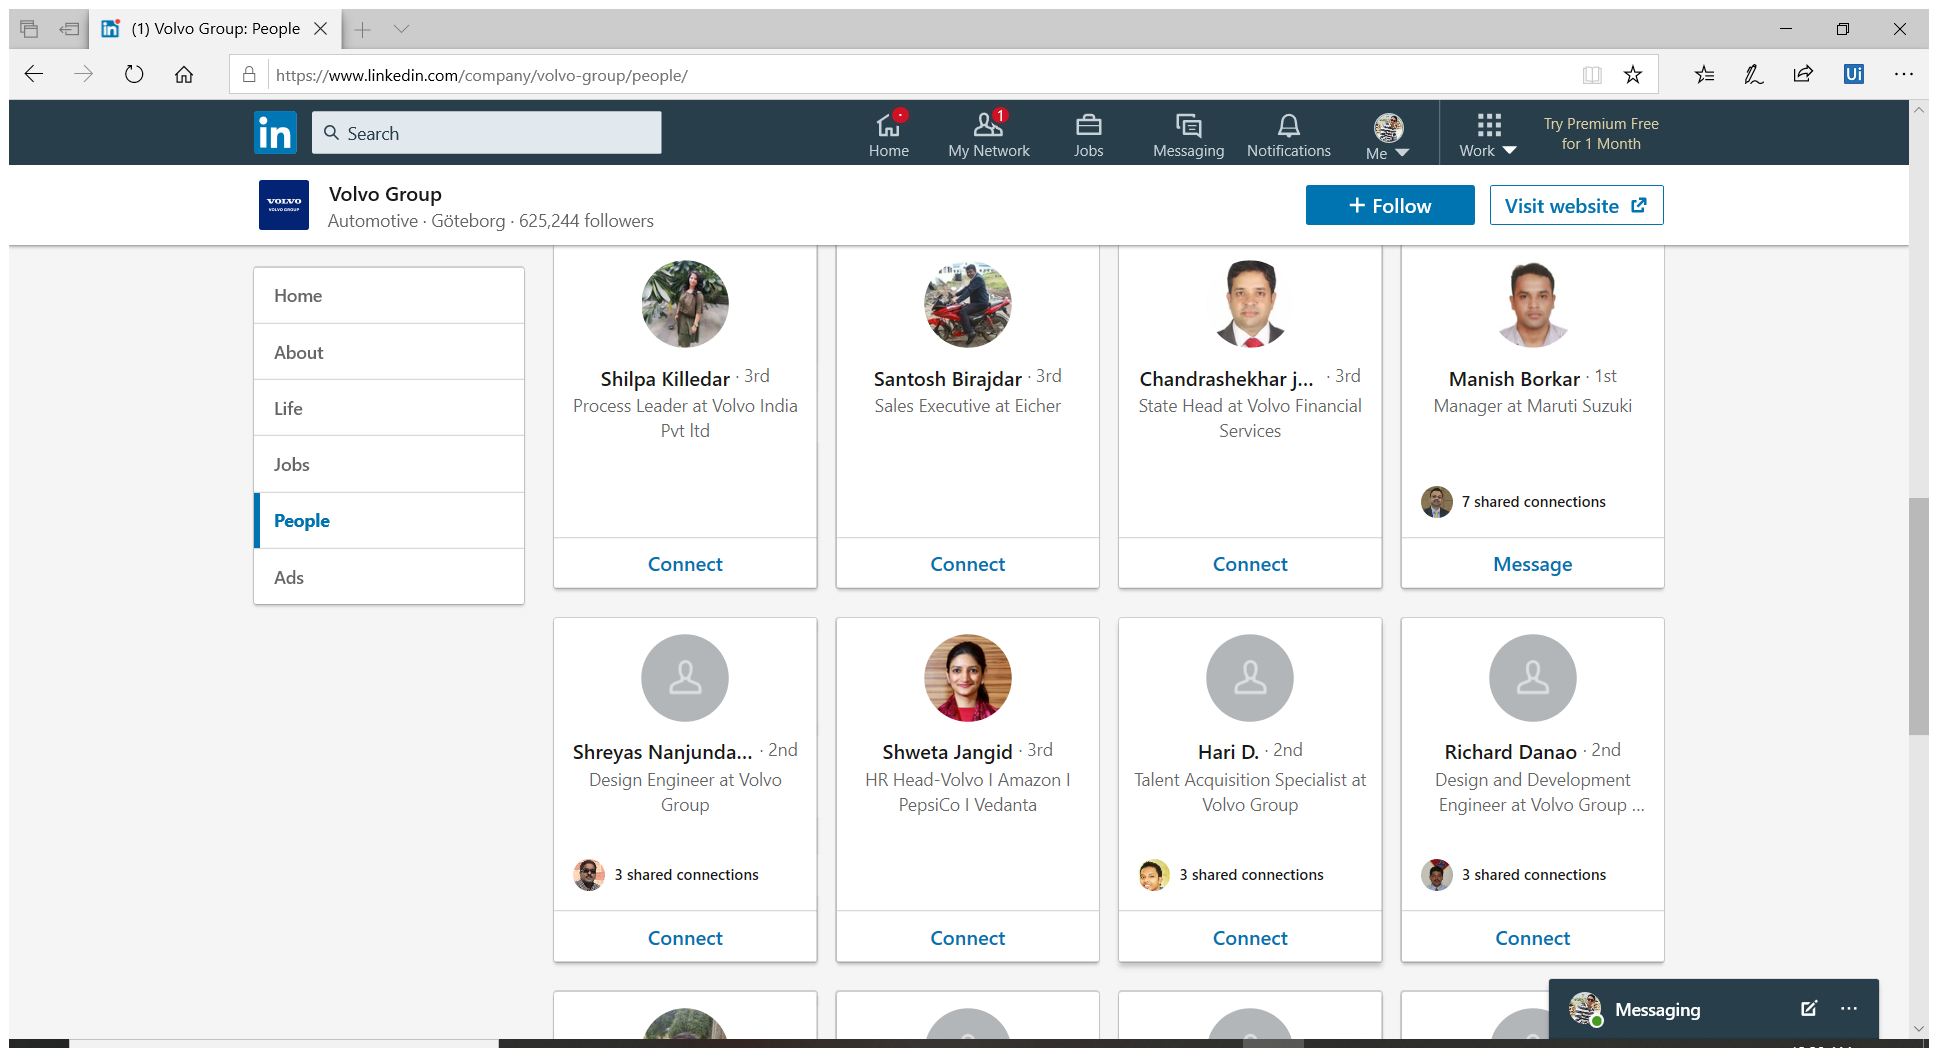 (1) Volvo Group: People
https://www.linkedin.com/company/volvo-group/people/
Ui
in
Search
Home
1
My Network
Jobs
Messaging
Notifications
Me
Work
Try Premium Free
for 1 Month
VOLVO
VOLVO GROUP
Volvo Group
Automotive · Göteborg · 625,244 followers
+ Follow
Visit website
Home
About
Life
Jobs
People
Ads
Shilpa Killedar · 3rd
Process Leader at Volvo India
Pvt ltd
Connect
Santosh Birajdar · 3rd
Sales Executive at Eicher
Connect
Chandrashekhar j... · 3rd
State Head at Volvo Financial
Services
Connect
Manish Borkar · 1st
Manager at Maruti Suzuki
7 shared connections
Message
Shreyas Nanjunda... · 2nd
Design Engineer at Volvo
Group
3 shared connections
Connect
Shweta Jangid · 3rd
HR Head-Volvo I Amazon I
PepsiCo I Vedanta
Connect
Hari D. · 2nd
Talent Acquisition Specialist at
Volvo Group
3 shared connections
Connect
Richard Danao · 2nd
Design and Development
Engineer at Volvo Group ...
3 shared connections
Connect
Messaging